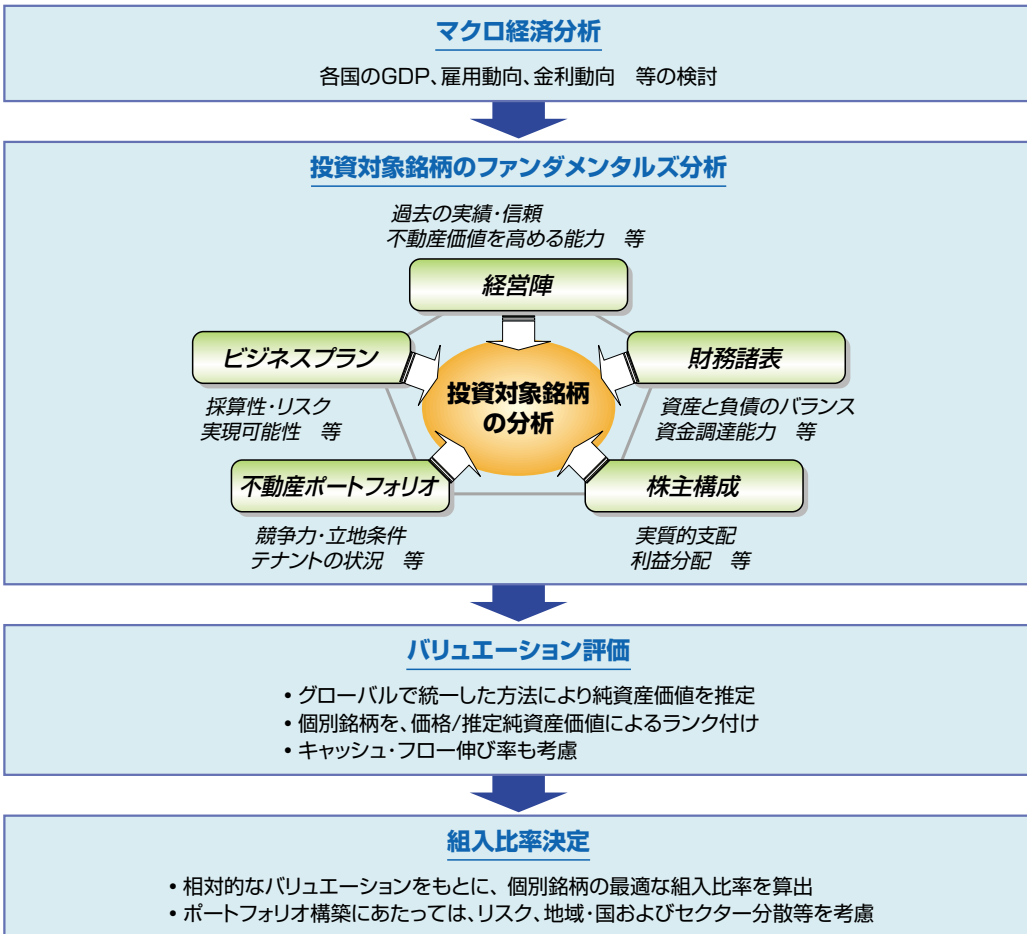 マクロ経済分析
各国のGDP、雇用動向、金利動向　等の検討
投資対象銘柄のファンダメンタルズ分析
過去の実績・信頼
不動産価値を高める能力　等
経営陣
ビジネスプラン
採算性・リスク
実現可能性　等
財務諸表
資産と負債のバランス
資金調達能力　等
投資対象銘柄
の分析
不動産ポートフォリオ
競争力・立地条件
テナントの状況　等
株主構成
実質的支配
利益分配　等
バリュエーション評価
• グローバルで統一した方法により純資産価値を推定
• 個別銘柄を、価格/推定純資産価値によるランク付け
• キャッシュ・フロー伸び率も考慮
組入比率決定
• 相対的なバリュエーションをもとに、個別銘柄の最適な組入比率を算出
• ポートフォリオ構築にあたっては、リスク、地域・国およびセクター分散等を考慮